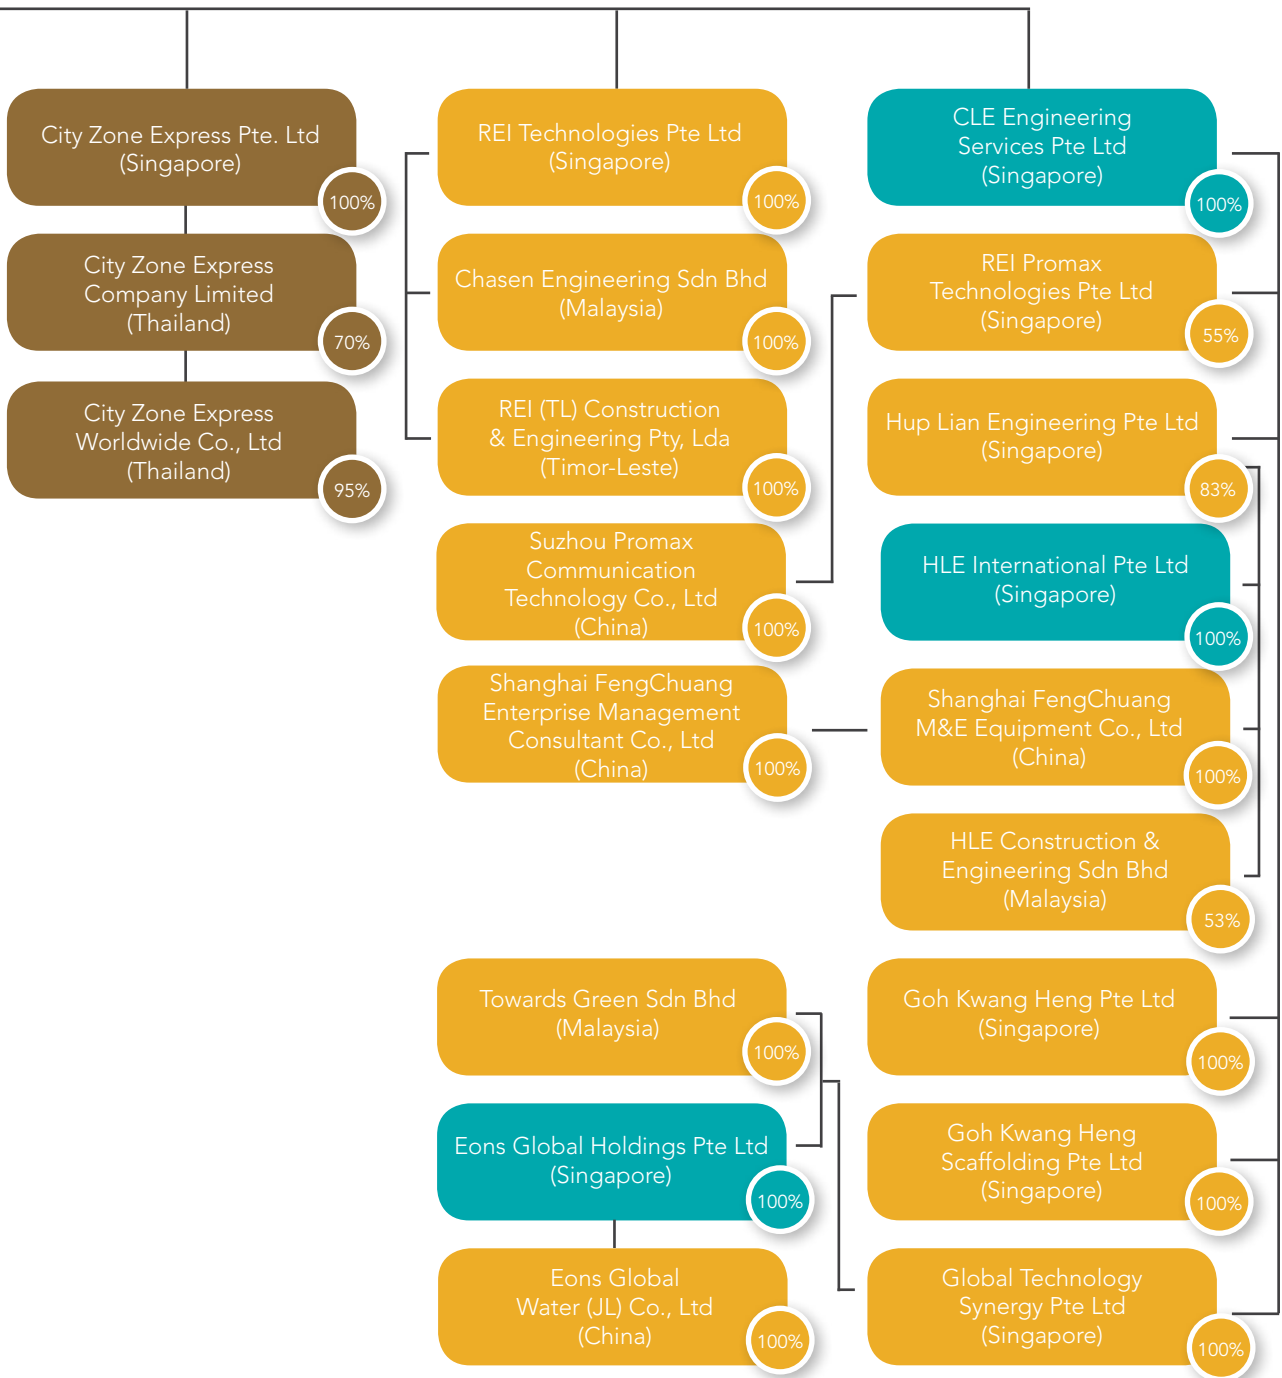 City Zone Express Pte. Ltd
(Singapore)
100%
City Zone Express
Company Limited
(Thailand)
70%
City Zone Express
Worldwide Co., Ltd
(Thailand)
95%
REI Technologies Pte Ltd
(Singapore)
100%
Chasen Engineering Sdn Bhd
(Malaysia)
100%
REI (TL) Construction
& Engineering Pty, Lda
(Timor-Leste)
100%
Suzhou Promax
Communication
Technology Co., Ltd
(China)
100%
Shanghai FengChuang
Enterprise Management
Consultant Co., Ltd
(China)
100%
Towards Green Sdn Bhd
(Malaysia)
100%
Eons Global Holdings Pte Ltd
(Singapore)
100%
Eons Global
Water (JL) Co., Ltd
(China)
100%
CLE Engineering
Services Pte Ltd
(Singapore)
100%
REI Promax
Technologies Pte Ltd
(Singapore)
55%
Hup Lian Engineering Pte Ltd
(Singapore)
83%
HLE International Pte Ltd
(Singapore)
100%
Shanghai FengChuang
M&E Equipment Co., Ltd
(China)
100%
HLE Construction &
Engineering Sdn Bhd
(Malaysia)
53%
Goh Kwang Heng Pte Ltd
(Singapore)
100%
Goh Kwang Heng
Scaffolding Pte Ltd
(Singapore)
100%
Global Technology
Synergy Pte Ltd
(Singapore)
100%